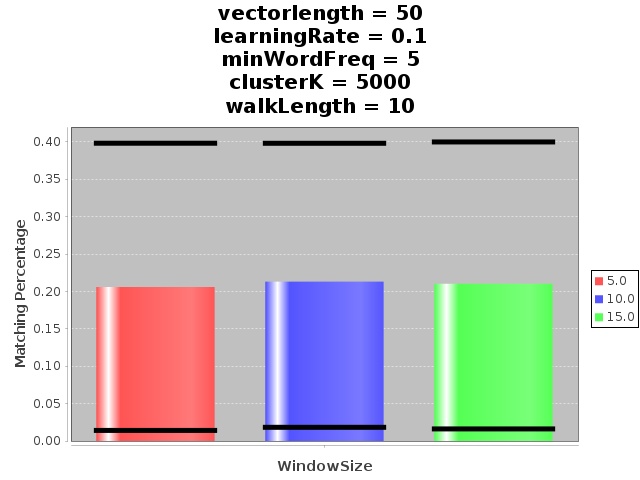 vectorlength = 50
learningRate = 0.1
minWordFreq = 5
clusterK = 5000
walkLength = 10
0.40
0.35
0.30
0.25
0.20
0.15
0.10
0.05
0.00
Matching Percentage
WindowSize
5.0
10.0
15.0